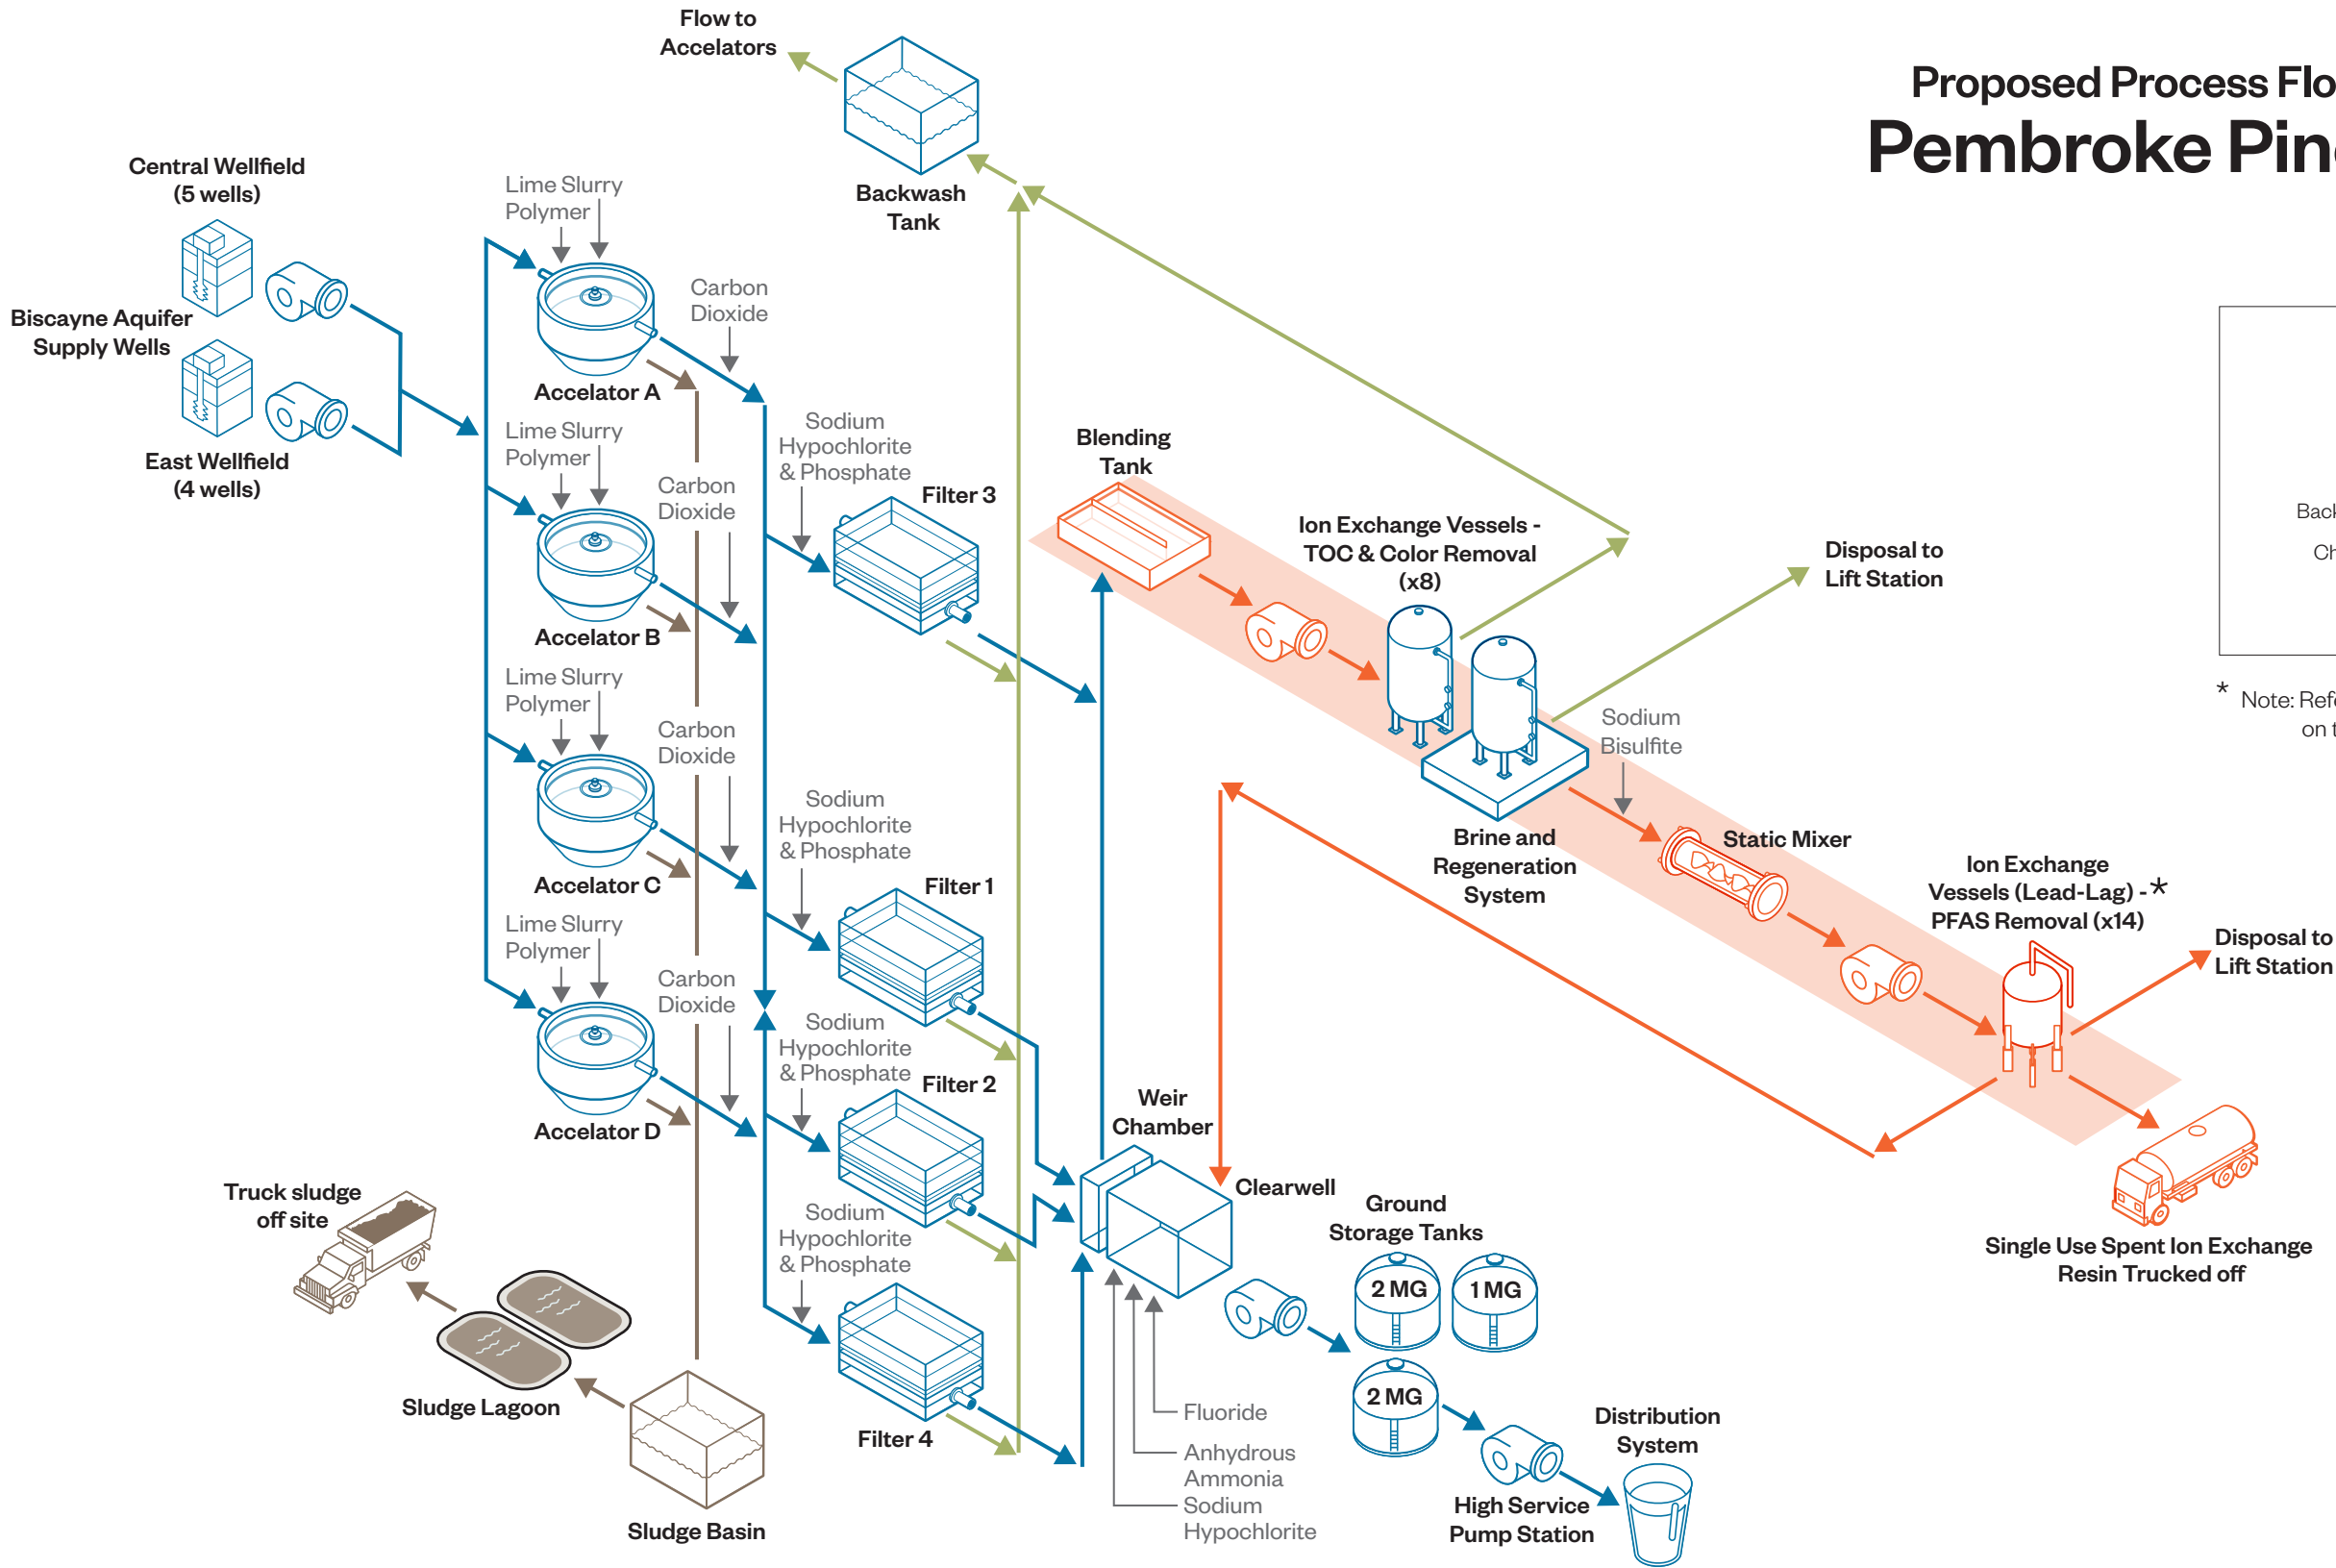 Flow to
Accelators
Proposed Process Flo
Pembroke Pin
Backwash
Tank
Central Wellfield
(5 wells)
Biscayne Aquifer
Supply Wells
East Wellfield
(4 wells)
Lime Slurry
Polymer
Carbon
Dioxide
Accelator A
Lime Slurry
Polymer
Carbon
Dioxide
Accelator B
Lime Slurry
Polymer
Carbon
Dioxide
Accelator C
Lime Slurry
Polymer
Carbon
Dioxide
Accelator D
Sodium
Hypochlorite
& Phosphate
Filter 3
Sodium
Hypochlorite
& Phosphate
Filter 1
Sodium
Hypochlorite
& Phosphate
Filter 2
Sodium
Hypochlorite
& Phosphate
Filter 4
Truck sludge
off site
Sludge Lagoon
Sludge Basin
Blending
Tank
Ion Exchange Vessels -
TOC & Color Removal
(x8)
Disposal to
Lift Station
Brine and
Regeneration
System
Sodium
Bisulfite
Static Mixer
Ion Exchange
Vessels (Lead-Lag) - *
PFAS Removal (x14)
Disposal to
Lift Station
Single Use Spent Ion Exchange
Resin Trucked off
Weir
Chamber
Clearwell
Fluoride
Anhydrous
Ammonia
Sodium
Hypochlorite
Ground
Storage Tanks
2 MG
1 MG
2 MG
High Service
Pump Station
Distribution
System
Back
Ch
* Note: Refe
on t